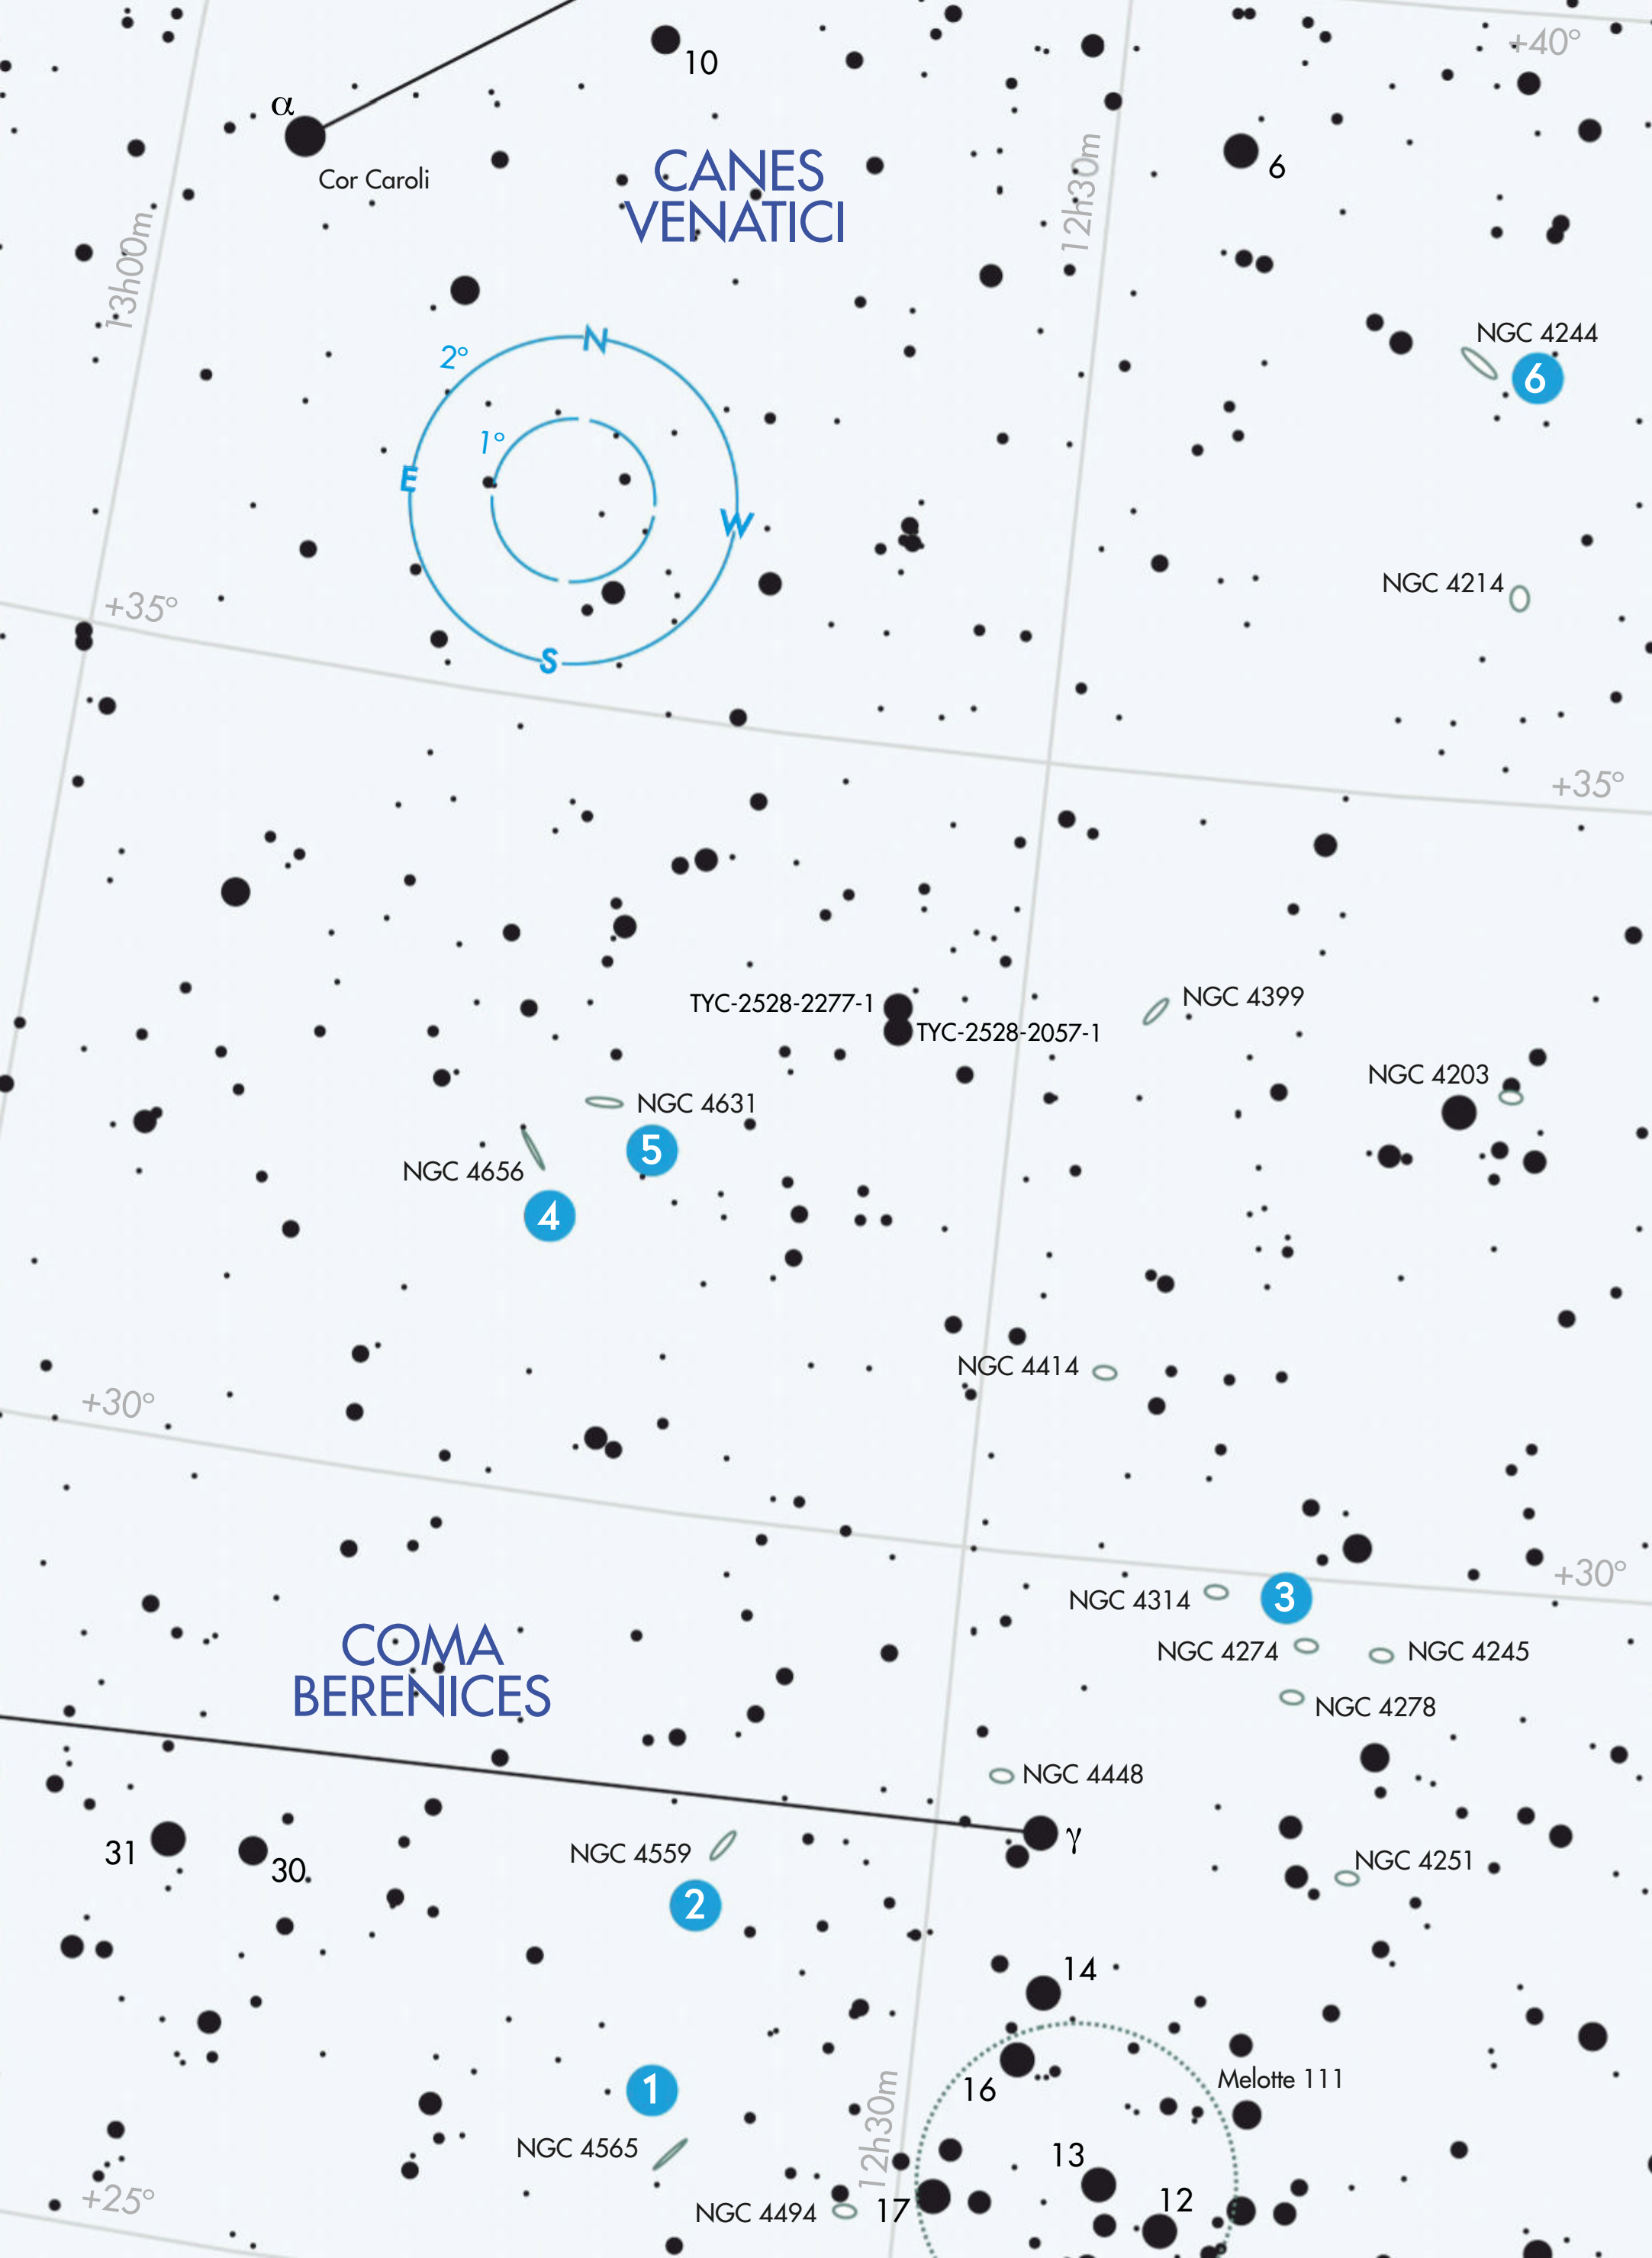 +40°
10
α
Cor Caroli
CANES
VENATICI
12h30m
6
13h00m
NGC 4244
6
N
2°
1°
E
W
S
NGC 4214
+35°
+35°
TYC-2528-2277-1
TYC-2528-2057-1
NGC 4399
NGC 4203
NGC 4631
5
NGC 4656
4
NGC 4414
+30°
+30°
NGC 4314
3
COMA
BERENICES
NGC 4274
NGC 4245
NGC 4278
NGC 4448
γ
31
30
NGC 4559
NGC 4251
2
14
1
16
Melotte 111
12h30m
NGC 4565
13
+25°
NGC 4494
17
12